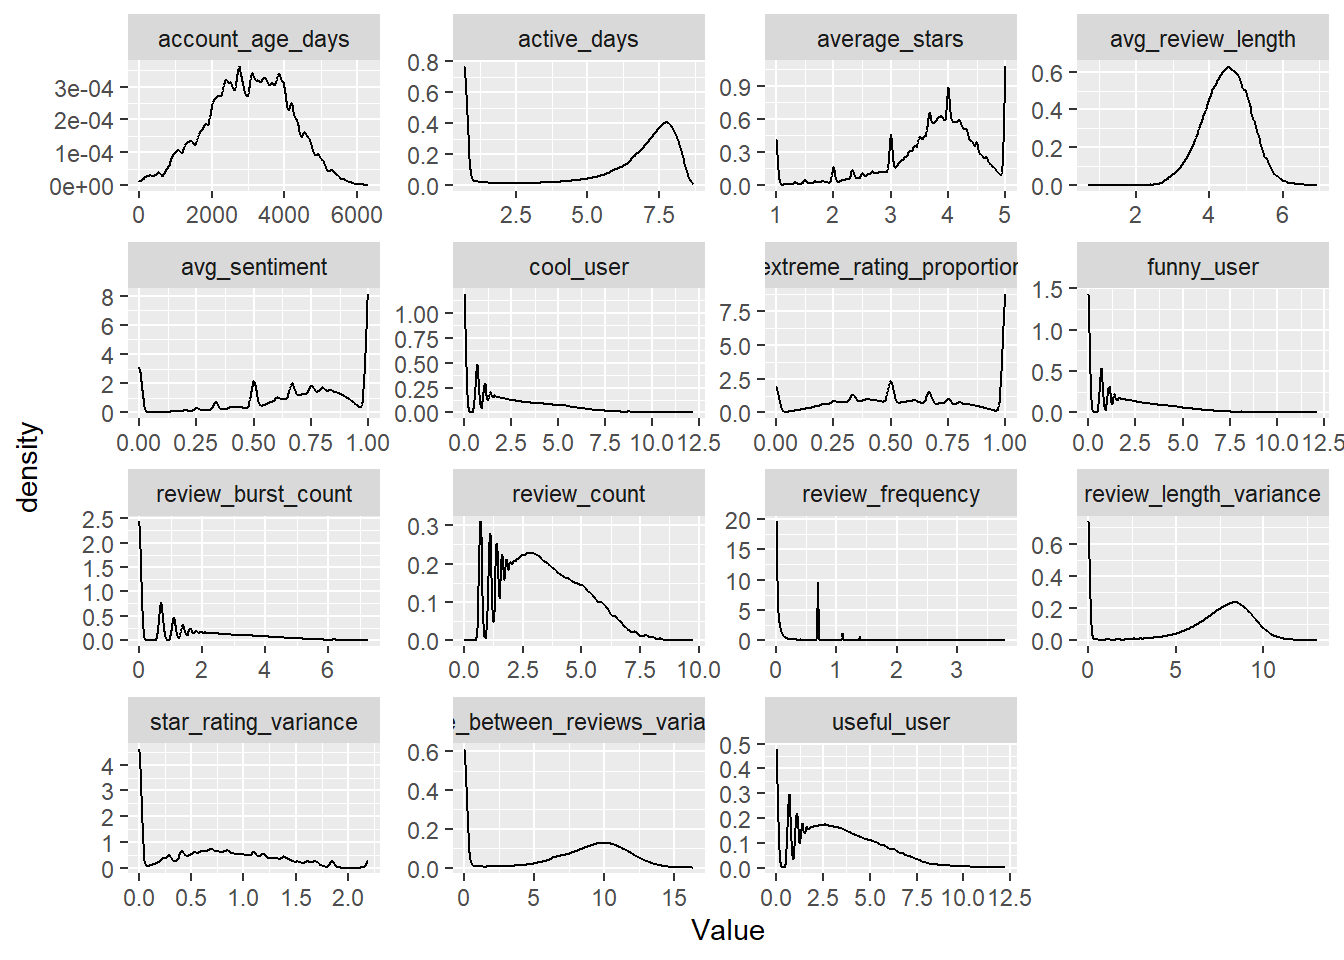 account_age_days
active_days
average_stars
avg_review_length
3e-04
2e-04
1e-04
0e+00
0 2000 4000 6000
0.8
0.6
0.4
0.2
0.0
2.5 5.0 7.5
0.9
0.6
0.3
0.0
1 2 3 4 5
0.6
0.4
0.2
0.0
2 4 6
avg_sentiment
cool_user
extreme_rating_proportion
funny_user
8
6
4
2
0
0.00 0.25 0.50 0.75 1.00
1.00
0.75
0.50
0.25
0.00
0.0 2.5 5.0 7.5 10.0 12.5
7.5
5.0
2.5
0.0
0.00 0.25 0.50 0.75 1.00
1.5
1.0
0.5
0.0
0.0 2.5 5.0 7.5 10.0 12.5
density
review_burst_count
review_count
review_frequency
review_length_variance
2.5
2.0
1.5
1.0
0.5
0.0
0 2 4 6
0.3
0.2
0.1
0.0
0.0 2.5 5.0 7.5 10.0
20
15
10
5
0
0 1 2 3
0.6
0.4
0.2
0.0
0 5 10
star_rating_variance
e_between_reviews_varia
useful_user
4
3
2
1
0
0.0 0.5 1.0 1.5 2.0
0.6
0.4
0.2
0.0
0 5 10 15
0.5
0.4
0.3
0.2
0.1
0.0
0.0 2.5 5.0 7.5 10.0 12.5
Value